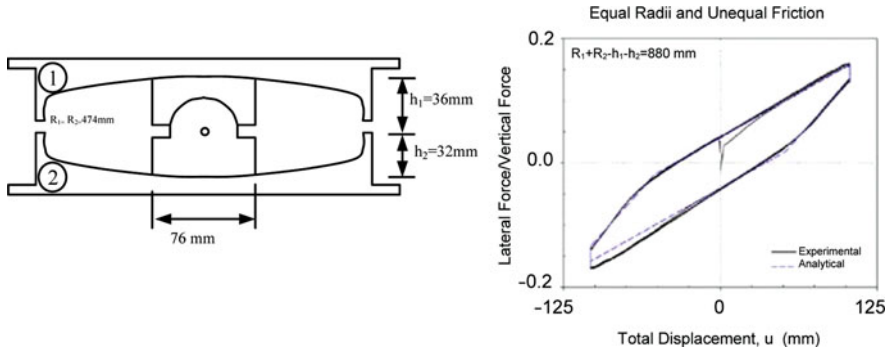 1
h₁=36mm
R₁, R₂₌474mm
h₂=32mm
2
76 mm
Equal Radii and Unequal Friction
Lateral Force/Vertical Force
0.2
R₁+R₂-h₁-h₂=880 mm
0.0
Experimental
Analytical
-0.2
-125
0
125
Total Displacement, u (mm)